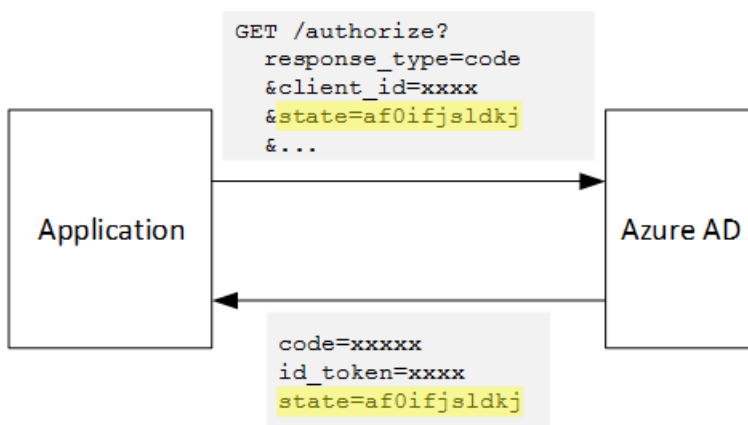 GET /authorize?
response_type=code
&client_id=xxxx
&state=af0ifjsldkj
&...
Application
Azure AD
code=xxxxx
id_token=xxxx
state=af0ifjsldkj